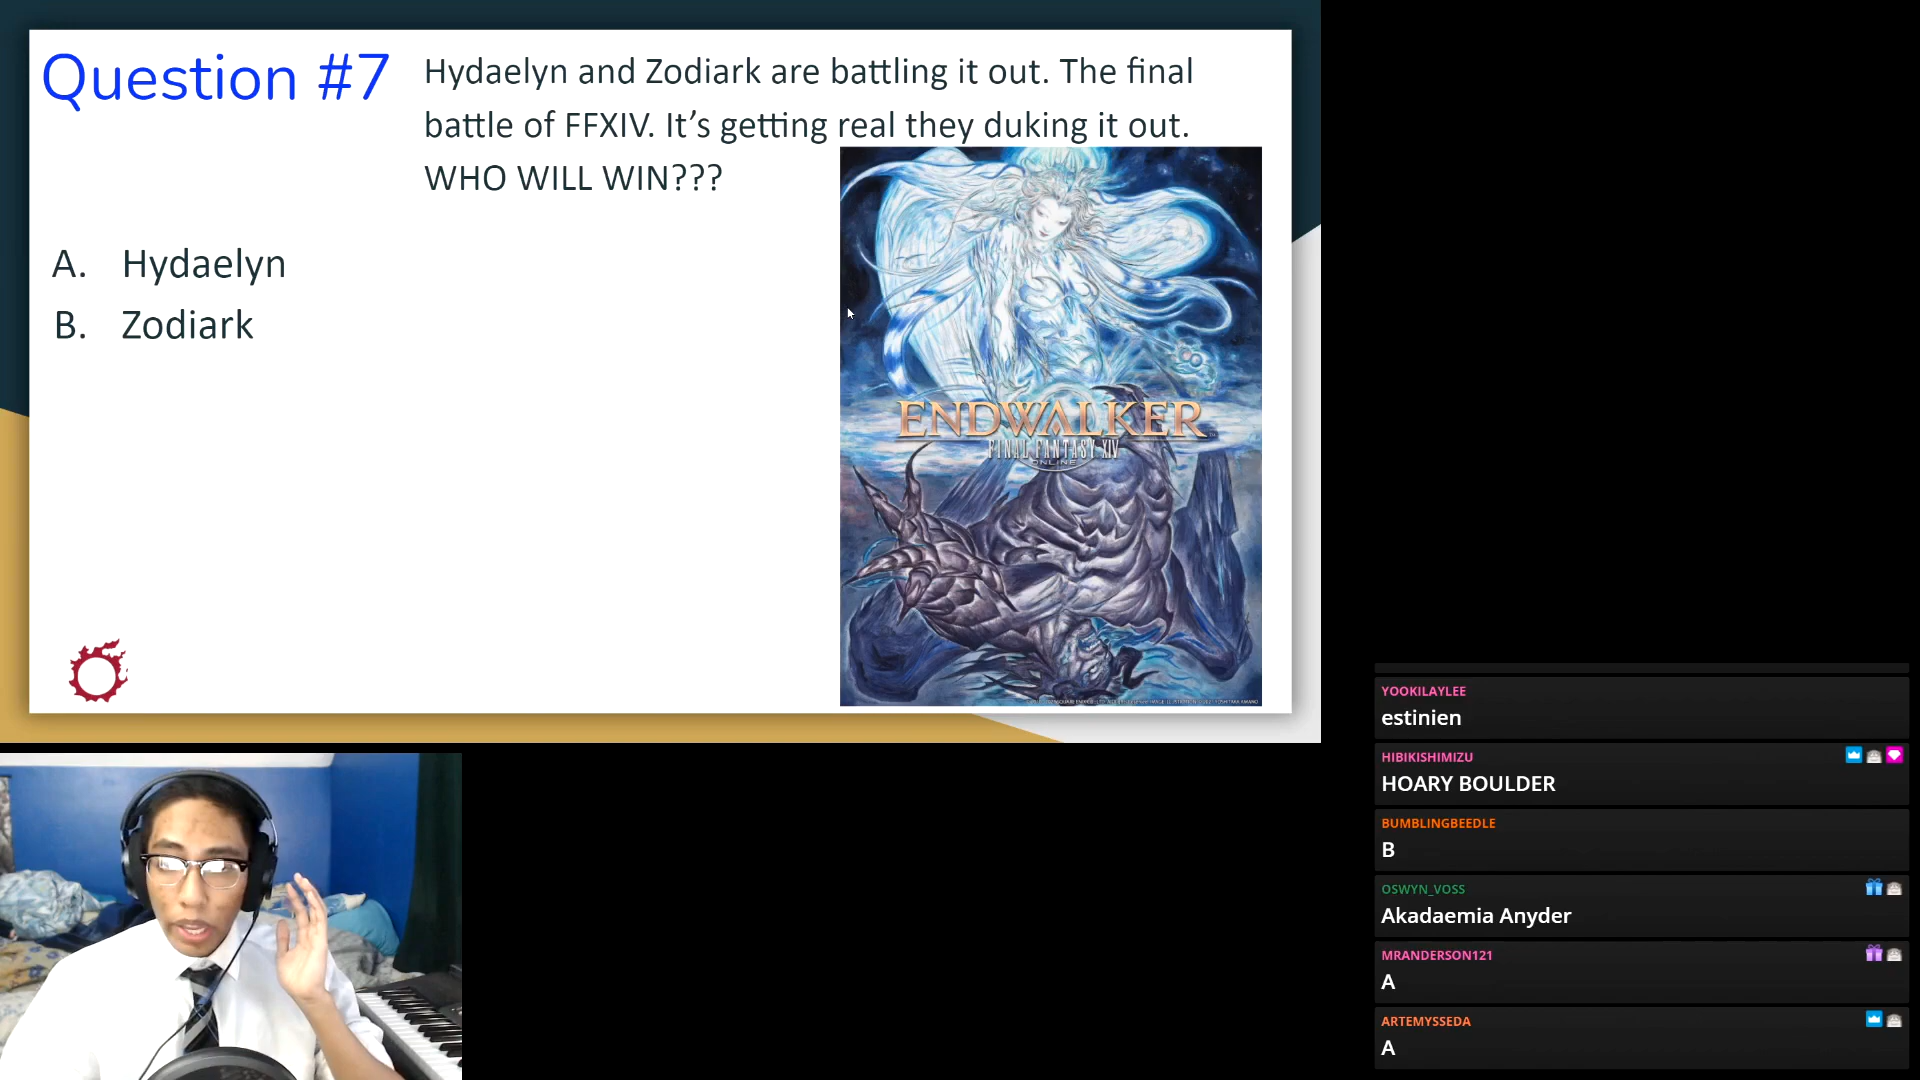 Question #7
Hydaelyn and Zodiark are battling it out. The final
battle of FFXIV. It’s getting real they duking it out.
WHO WILL WIN???
A. Hydaelyn
B. Zodiark
ENDWALKER
FINAL FANTASY XIV
ONLINE
YOOKILAYLEE
estinien
HIBIKISHIMIZU
HOARY BOULDER
BUMBLINGBEEDLE
B
OSWYN_VOSS
Akadaemia Anyder
MRANDERSON121
A
ARTEMYSSEDA
A